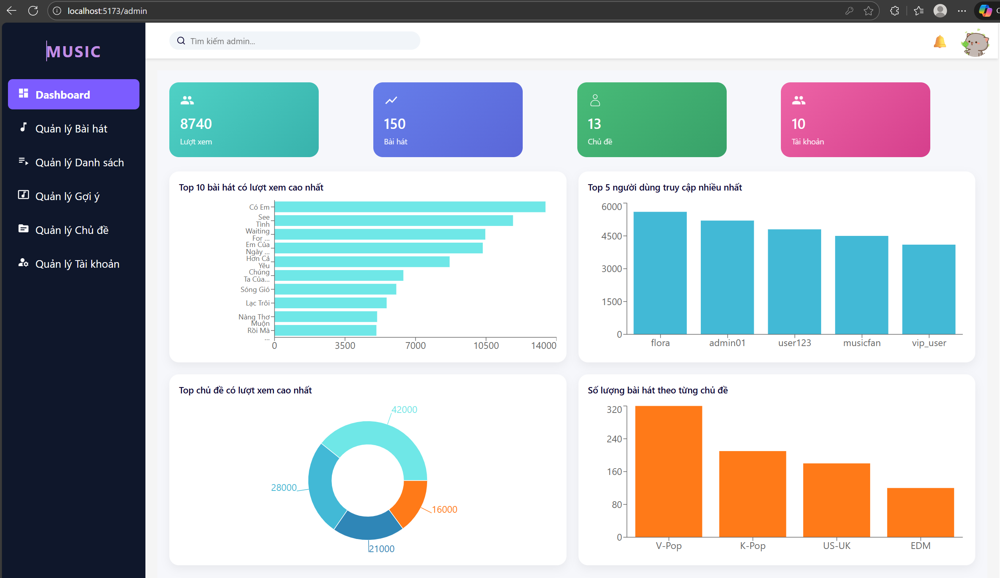 localhost:5173/admin
MUSIC
Dashboard
Quản lý Bài hát
Quản lý Danh sách
Quản lý Gợi ý
Quản lý Chủ đề
Quản lý Tài khoản
Tìm kiếm admin...
8740
Lượt xem
150
Bài hát
13
Chủ đề
10
Tài khoản
Top 10 bài hát có lượt xem cao nhất
Có Em
See
Tình
Waiting
For ...
Em Của
Ngày ...
Hơn Cả
Yêu
Chúng
Ta Của...
Sóng Gió
Lạc Trôi
Nàng Thơ
Muộn
Rồi Mà
...
0 3500 7000 10500 14000
Top 5 người dùng truy cập nhiều nhất
6000
4500
3000
1500
0
flora admin01 user123 musicfan vip_user
Top chủ đề có lượt xem cao nhất
42000
28000
16000
21000
Số lượng bài hát theo từng chủ đề
320
240
160
80
0
V-Pop K-Pop US-UK EDM